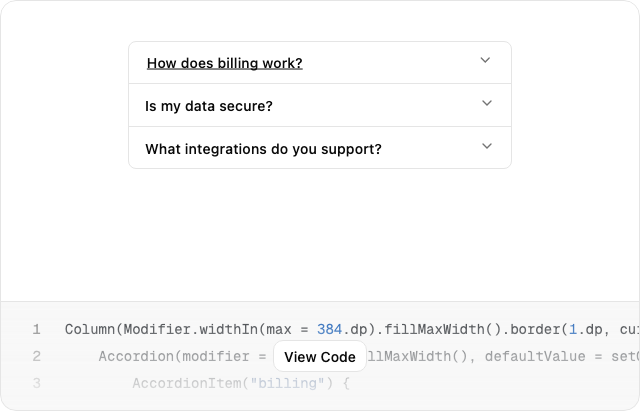 How does billing work?
Is my data secure?
What integrations do you support?
1 Column(Modifier.widthIn(max = 384.dp).fillMaxWidth().border(1.dp,
2 Accordion(modifier = llMaxWidth(), defaultValue =
View Code
3 AccordionItem("billing") {